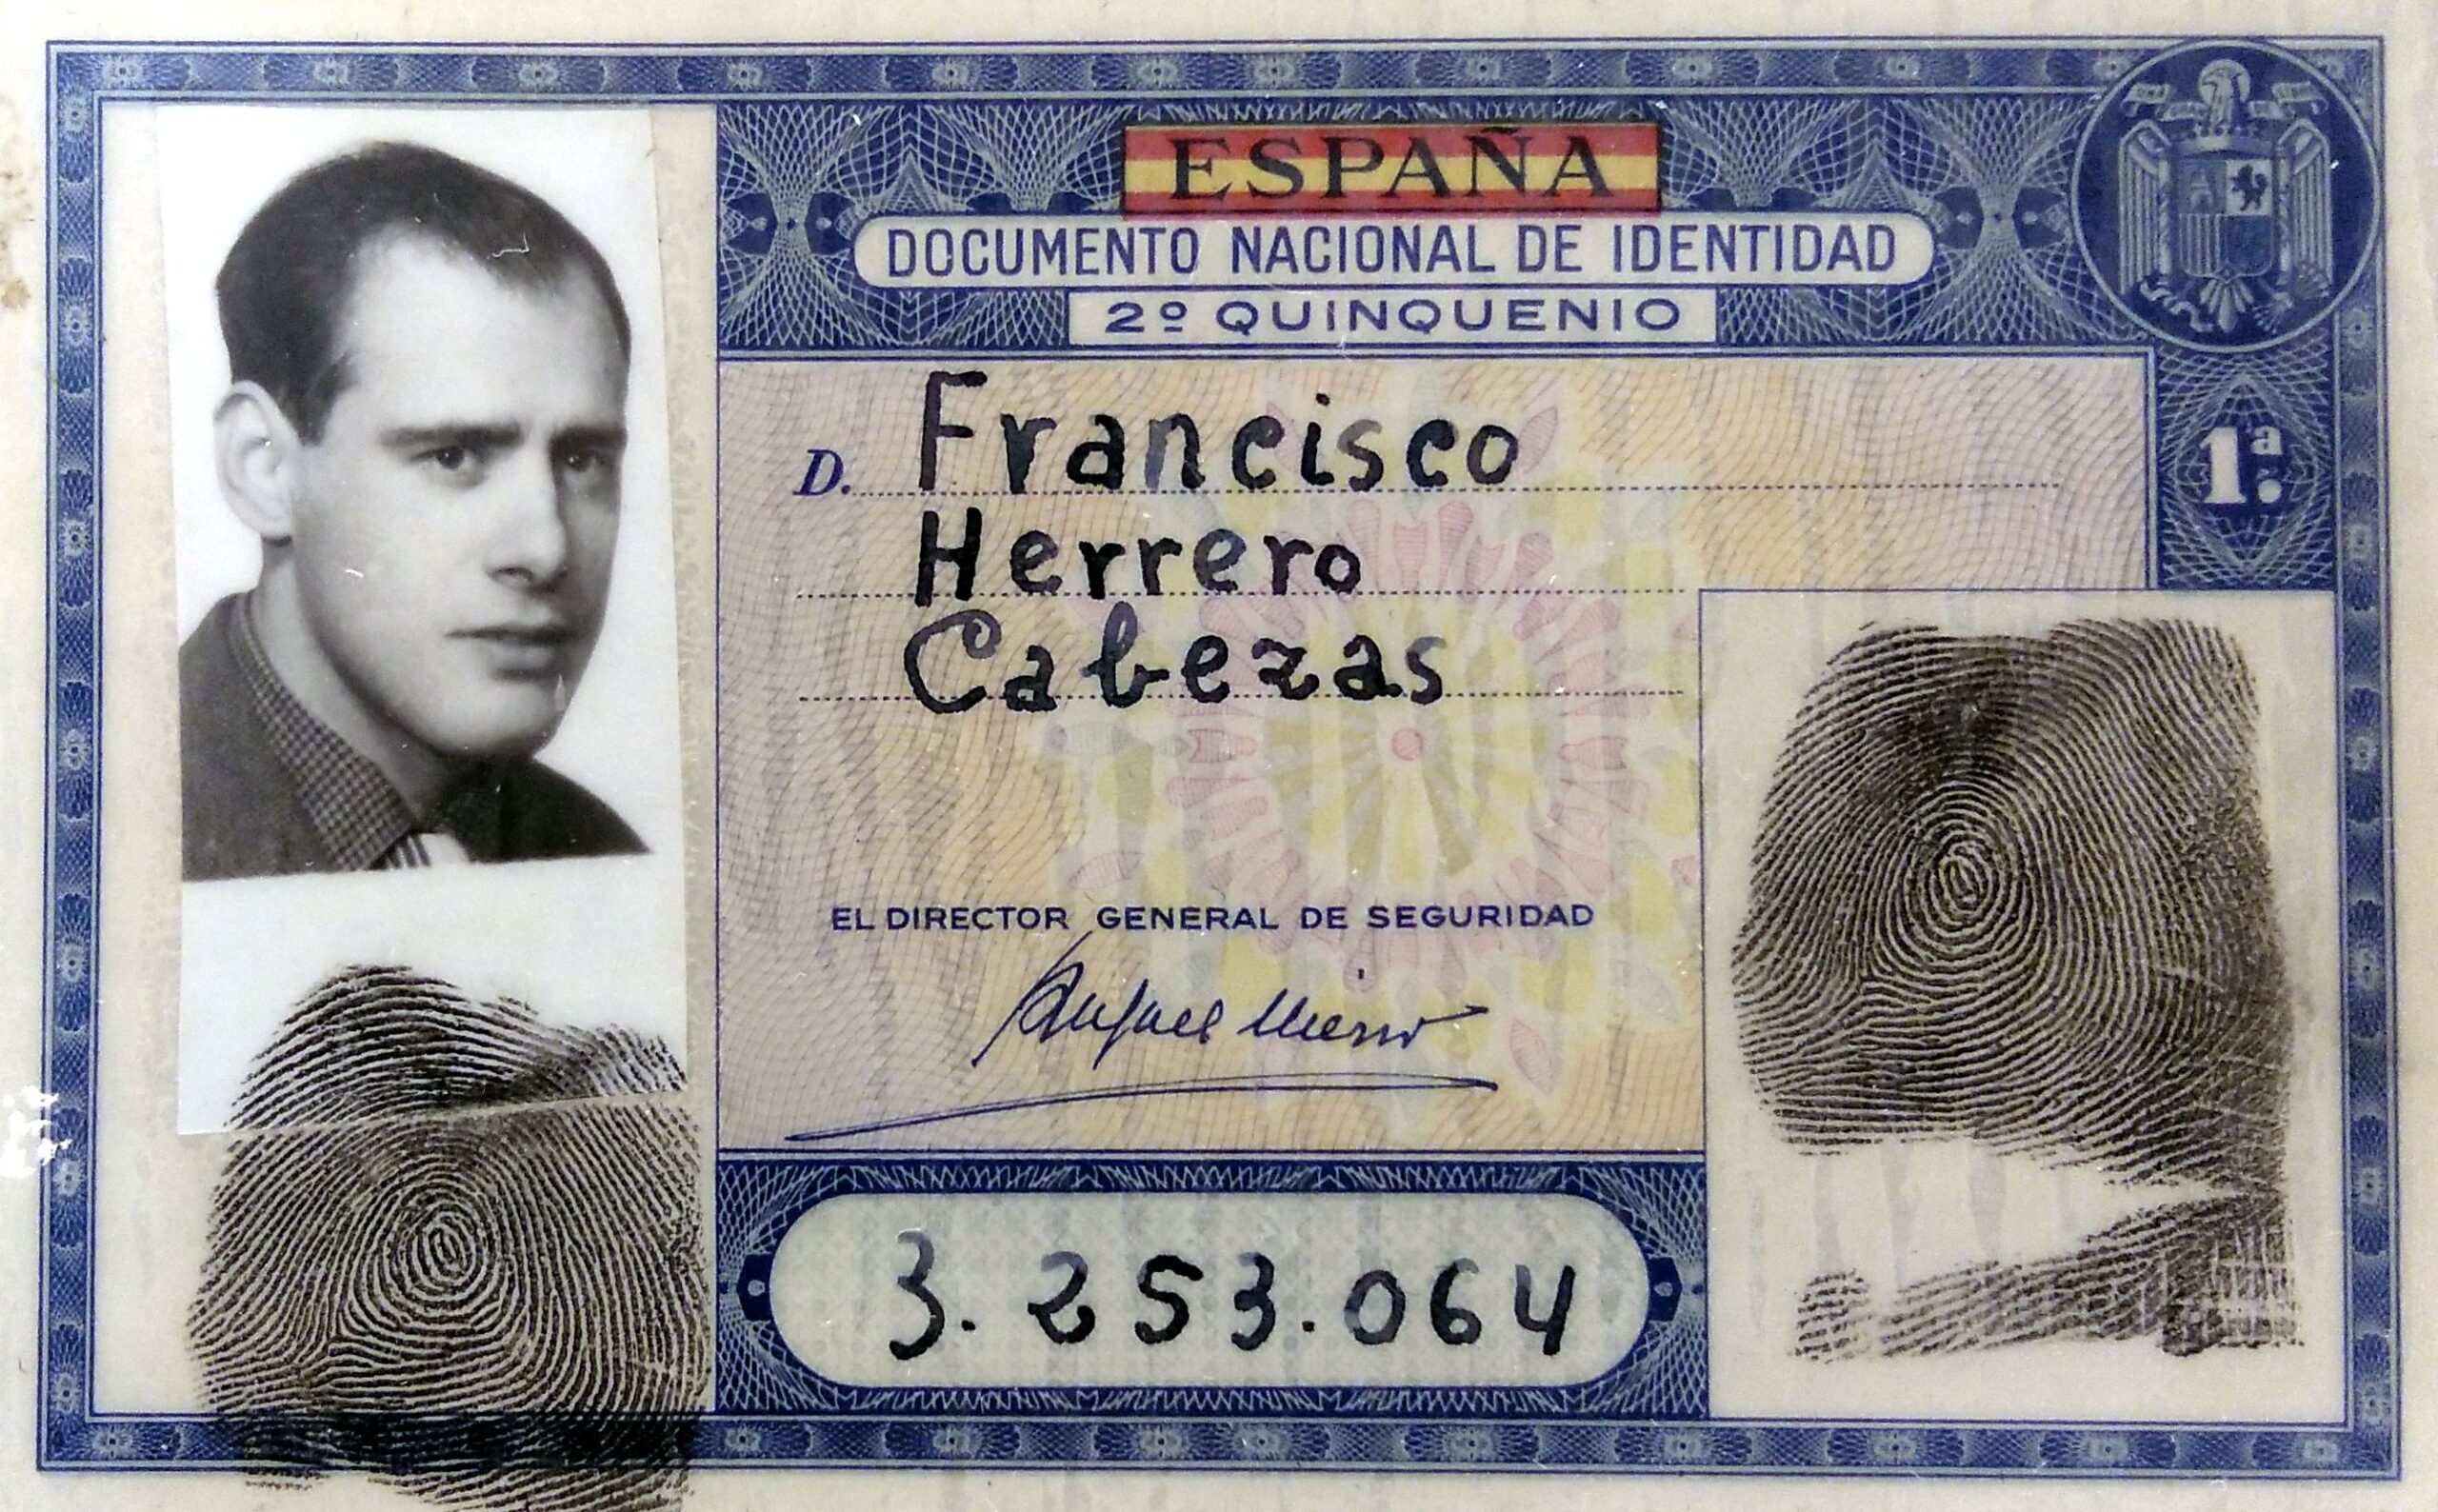 ESPAÑA
DOCUMENTO NACIONAL DE IDENTIDAD
2º QUINQUENIO
1ª.
D. Francisco
Herrero
Cabezas
EL DIRECTOR GENERAL DE SEGURIDAD
3.253.064